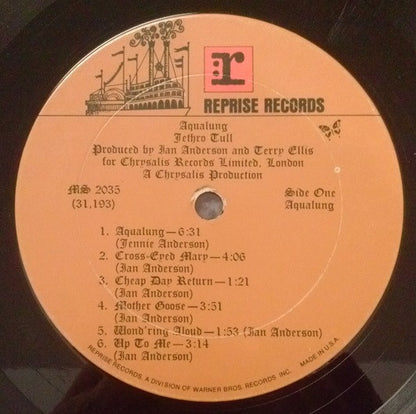 r
REPRISE RECORDS
Aqualung
Jethro Tull
Produced by Ian Anderson and Terry Ellis
for Chrysalis Records Limited, London
A Chrysalis Production
MS 2035
(31,193)
Side One
Aqualung
1. Aqualung—6:31
(Jennie Anderson)
2. Cross-Eyed Mary—4:06
(Ian Anderson)
3. Cheap Day Return—1:21
(Ian Anderson)
4. Mother Goose—3:51
(Ian Anderson)
5. Wond'ring Aloud—1:53 (Ian Anderson)
6. Up To Me—3:14
(Ian Anderson)
REPRISE RECORDS, A DIVISION OF WARNER BROS. RECORDS, INC. MADE IN U.S.A.